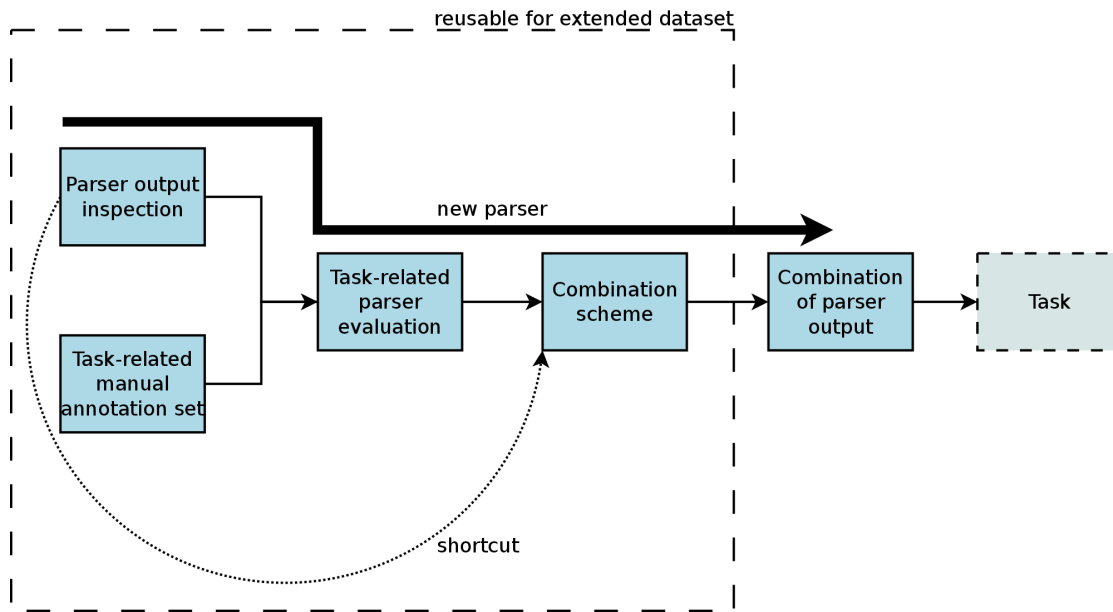 reusable for extended dataset
Parser output
inspection
new parser
Task-related
parser
evaluation
Combination
scheme
Combination
of parser
output
Task
Task-related
manual
annotation set
shortcut